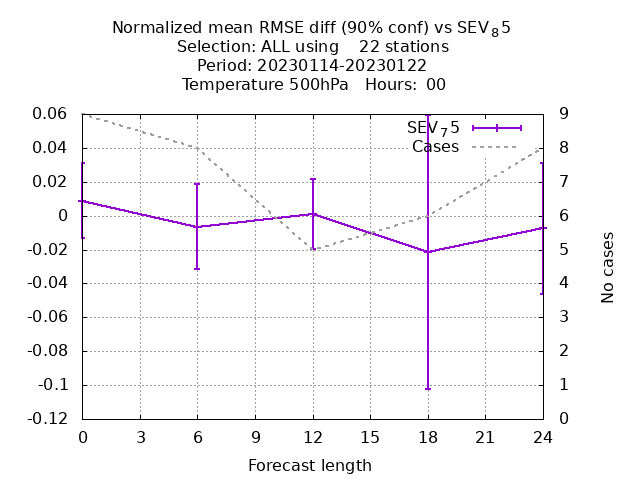 Normalized mean RMSE diff (90% conf) vs SEV₈5
Selection: ALL using    22 stations
Period: 20230114-20230122
Temperature 500hPa   Hours:  00
SEV₇5
Cases
0.06
0.04
0.02
0
-0.02
-0.04
-0.06
-0.08
-0.1
-0.12
9
8
7
6
5
4
3
2
1
0
No cases
0 3 6 9 12 15 18 21 24
Forecast length